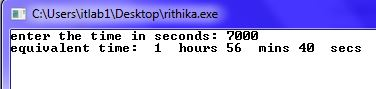 C:\Users\itlab1\Desktop\rithika.exe
enter the time in seconds: 7000
equivalent time:  1  hours 56  mins 40  secs